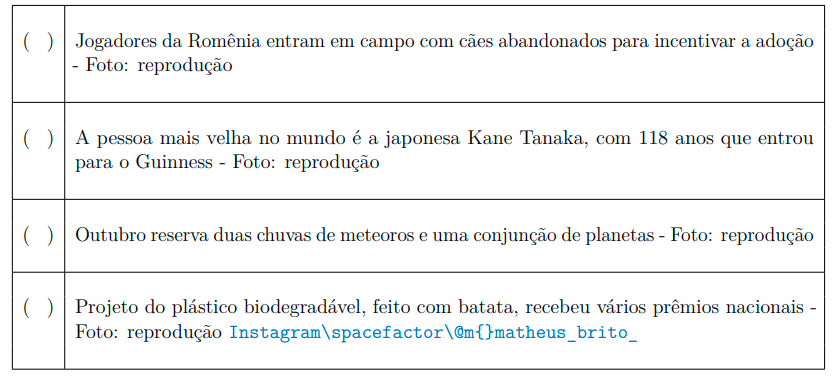 ( ) Jogadores da Romênia entram em campo com cães abandonados para incentivar a adoção
- Foto: reprodução
( ) A pessoa mais velha no mundo é a japonesa Kane Tanaka, com 118 anos que entrou
para o Guinness - Foto: reprodução
( ) Outubro reserva duas chuvas de meteoros e uma conjunção de planetas - Foto: reprodução
( ) Projeto do plástico biodegradável, feito com batata, recebeu vários prêmios nacionais -
Foto: reprodução Instagram\spacefactor\@m{}matheus_brito_